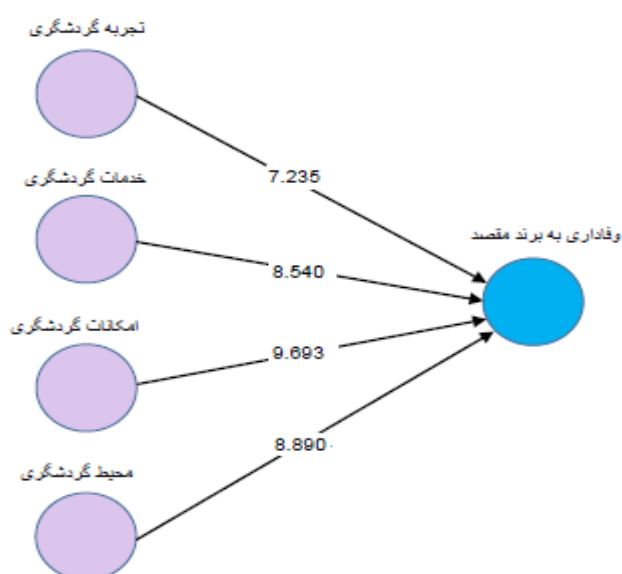 تجربه گردشگری
7.235
خدمات گردشگری
وفاداری به برند مقصد
8.540
امکانات گردشگری
9.693
8.890
محیط گردشگری